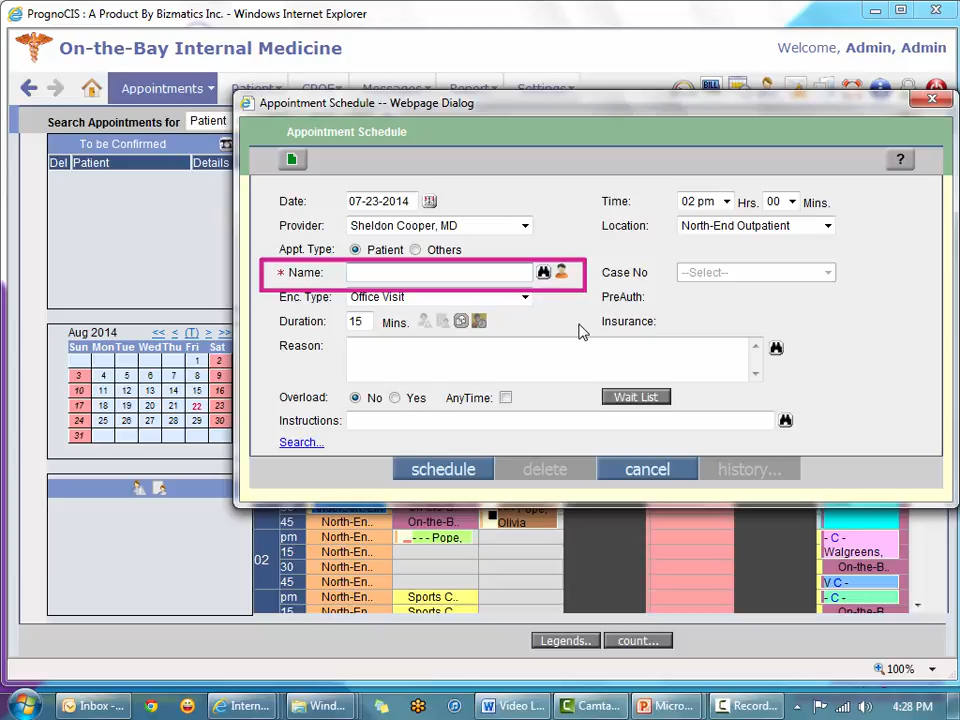 PrognoCIS : A Product By Bizmatics Inc. - Windows Internet Explorer
On-the-Bay Internal Medicine
Welcome, Admin, Admin
Appointments
BILL
Appointment Schedule -- Webpage Dialog
Search Appointments for Patient
Appointment Schedule
To be Confirmed
Del Patient Details
?
Date: 07-23-2014
Time: 02 pm Hrs. 00 Mins.
Provider: Sheldon Cooper, MD
Location: North-End Outpatient
Appt. Type: Patient Others
* Name:
Case No --Select--
Enc. Type: Office Visit
PreAuth:
Duration: 15 Mins.
Insurance:
Reason:
Aug 2014 << < (T) > >>
Sun Mon Tue Wed Thu Fri Sat
1 2
3 4 5 6 7 8 9
10 11 12 13 14 15 16
17 18 19 20 21 22 23
24 25 26 27 28 29 30
31
Overload: No Yes AnyTime: Wait List
Instructions:
Search...
schedule delete cancel history...
45 North-En.. On-the-B.. Olivia
02
pm North-En.. - - - Pope, - C -
15 North-En.. Walgreens,
30 North-En.. On-the-B..
45 North-En.. V C -
pm North-En.. Sports C.. - C -
15 North-En.. Sports C.. On-the-B..
Legends.. count...
100%
Inbox -... Intern... Wind... Video L... Camta... Micro... Record... 4:28 PM